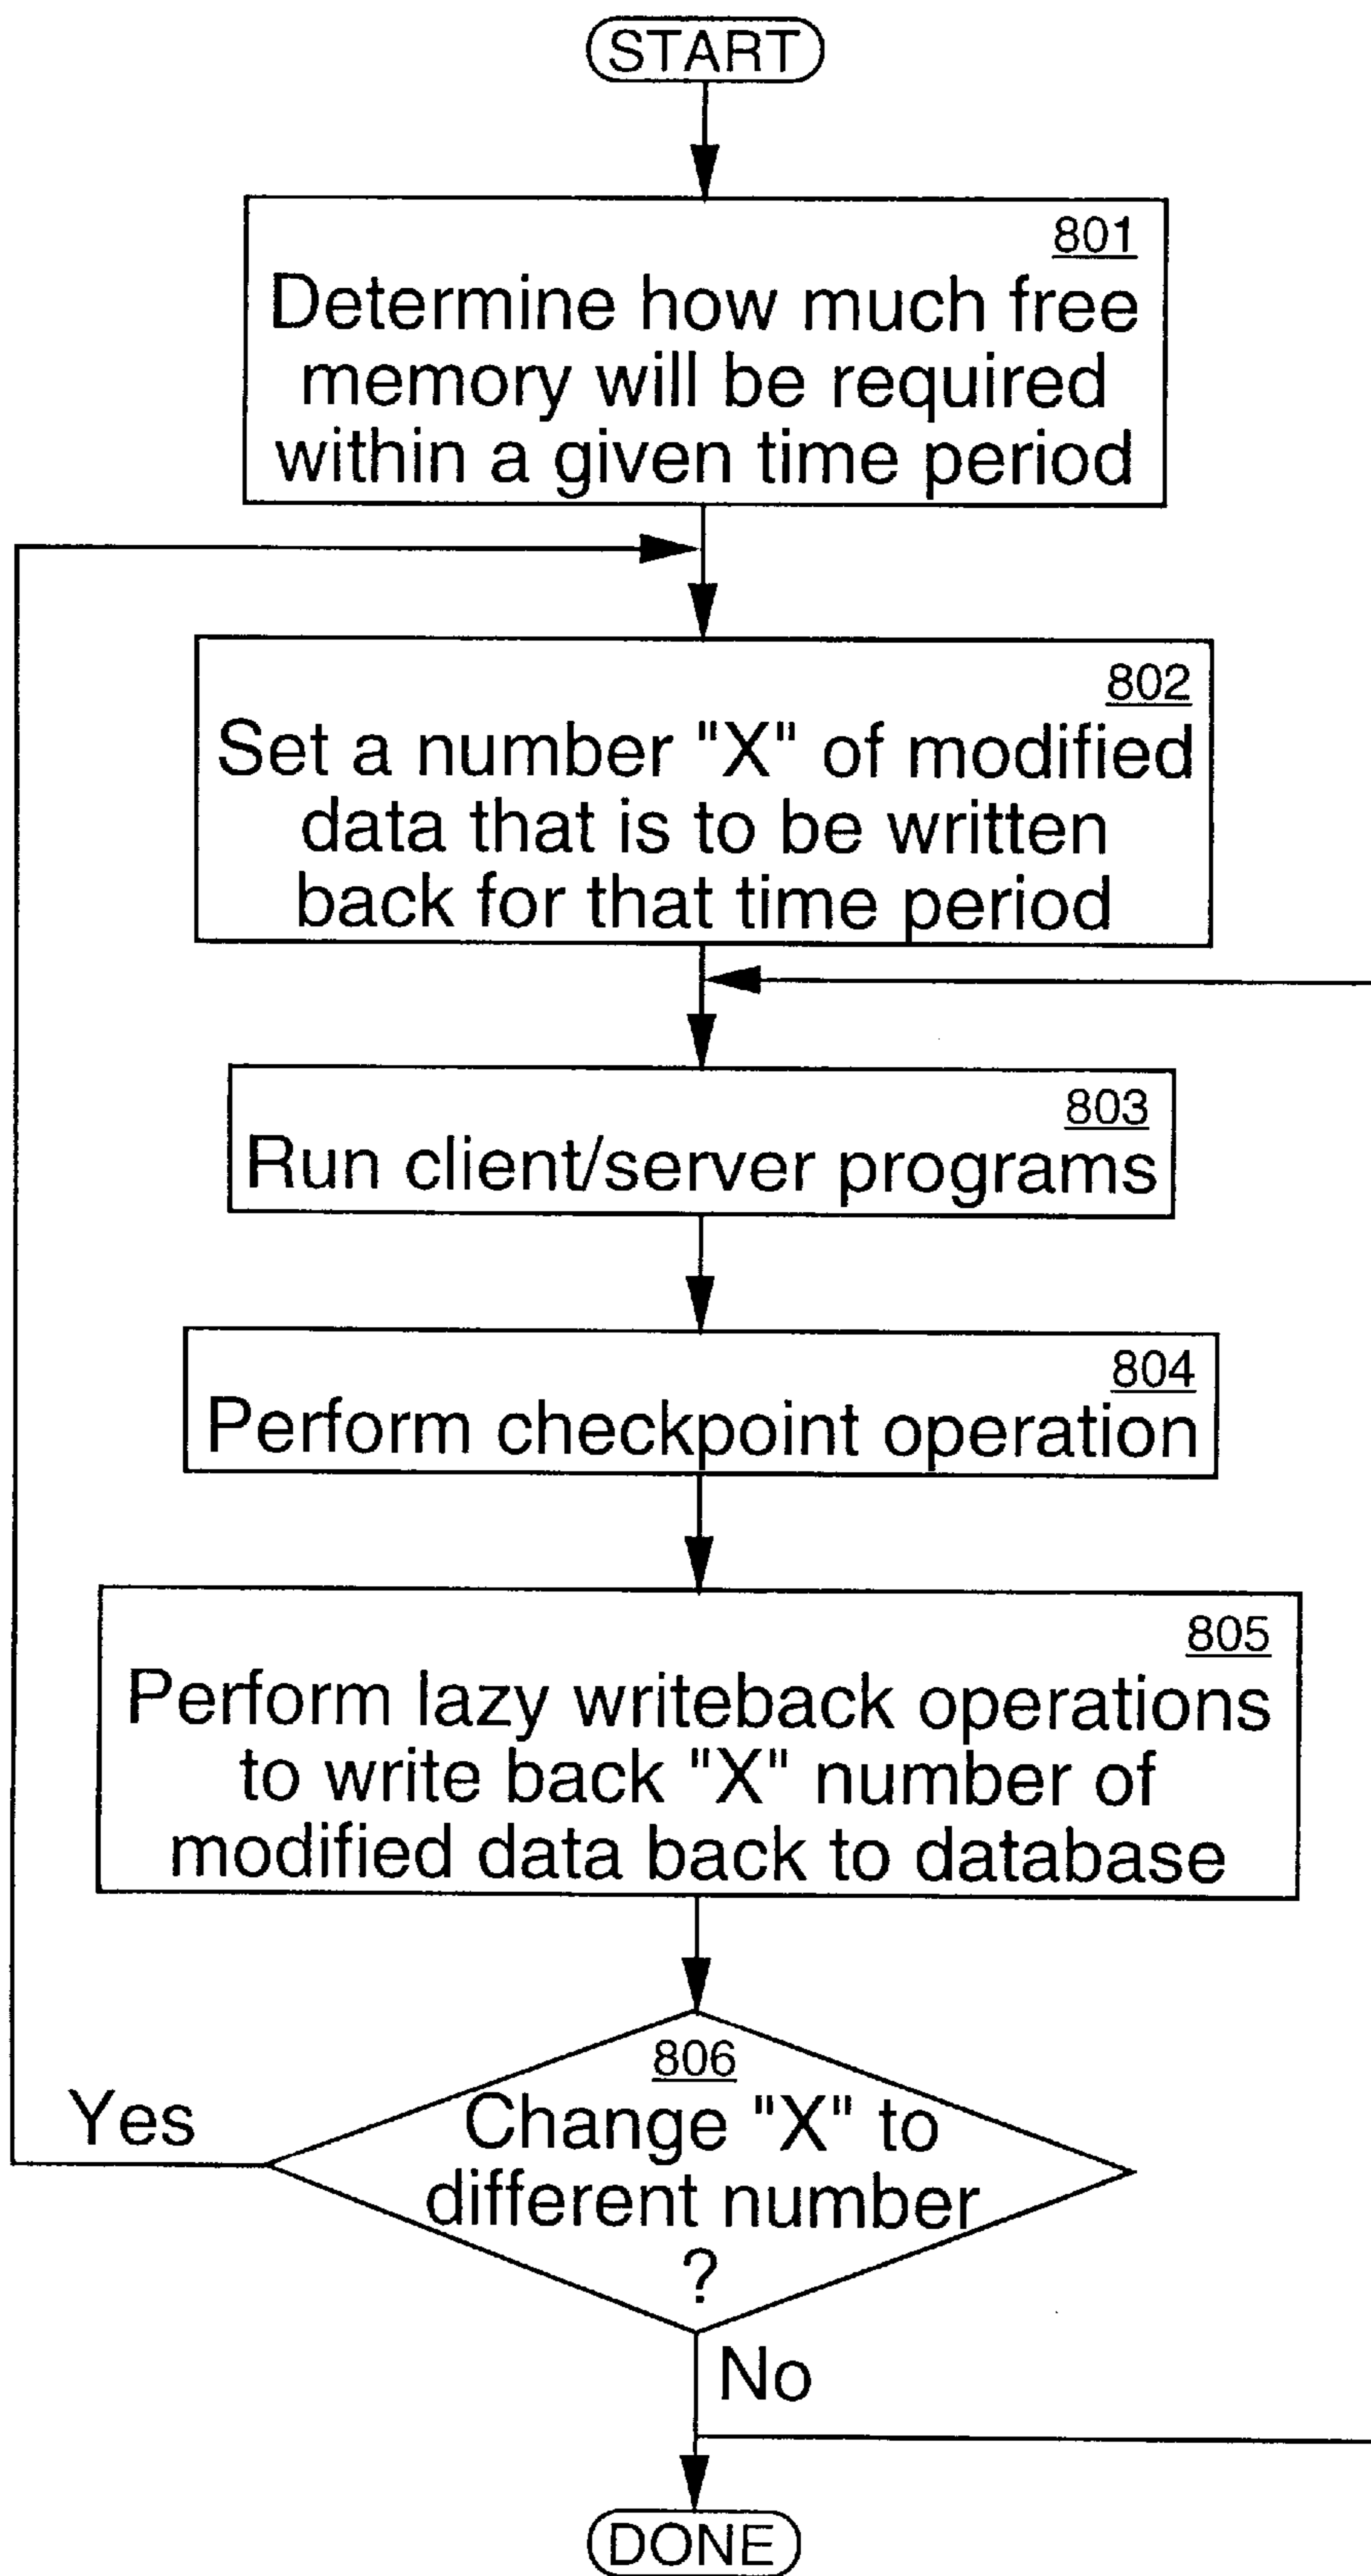 START
801
Determine how much free
memory will be required
within a given time period
802
Set a number "X" of modified
data that is to be written
back for that time period
803
Run client/server programs
804
Perform checkpoint operation
805
Perform lazy writeback operations
to write back "X" number of
modified data back to database
806
Yes
Change "X" to
different number
?
No
DONE